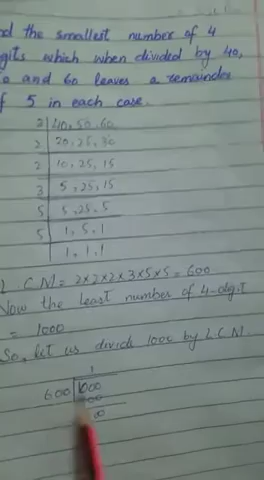 the smallest number of 4
which when divided by 40,
and 60 leaves a remainder
5 in each case.
2 | 40, 50, 60
2 | 20, 25, 30
2 | 10, 25, 15
3 | 5, 25, 15
5 | 5, 25, 5
5 | 1, 5, 1
1, 1, 1
C M = 2×2×2×3×5×5 = 600
Now the least number of 4-digit
= 1000
So, let us divide 1000 by L.C.M.
1
600 | 1000